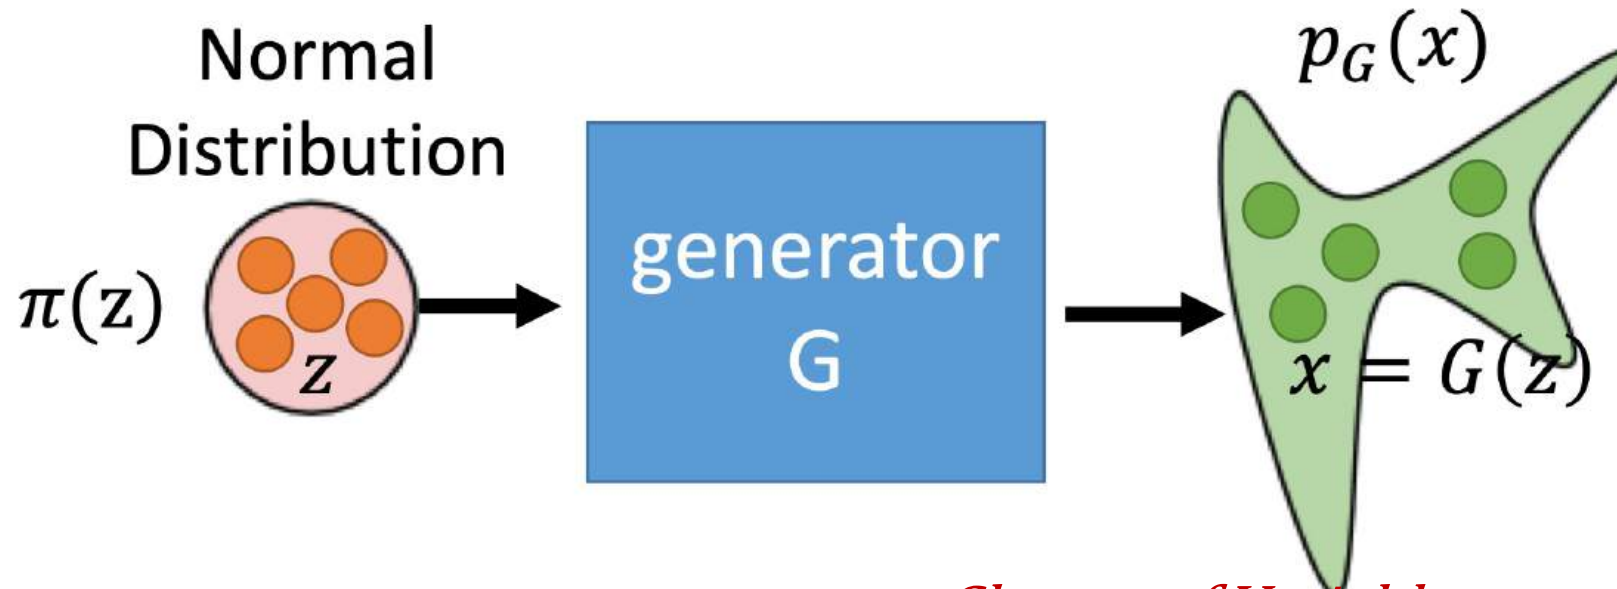 Normal
Distribution
π(z)
z
generator
G
p_G(x)
x = G(z)